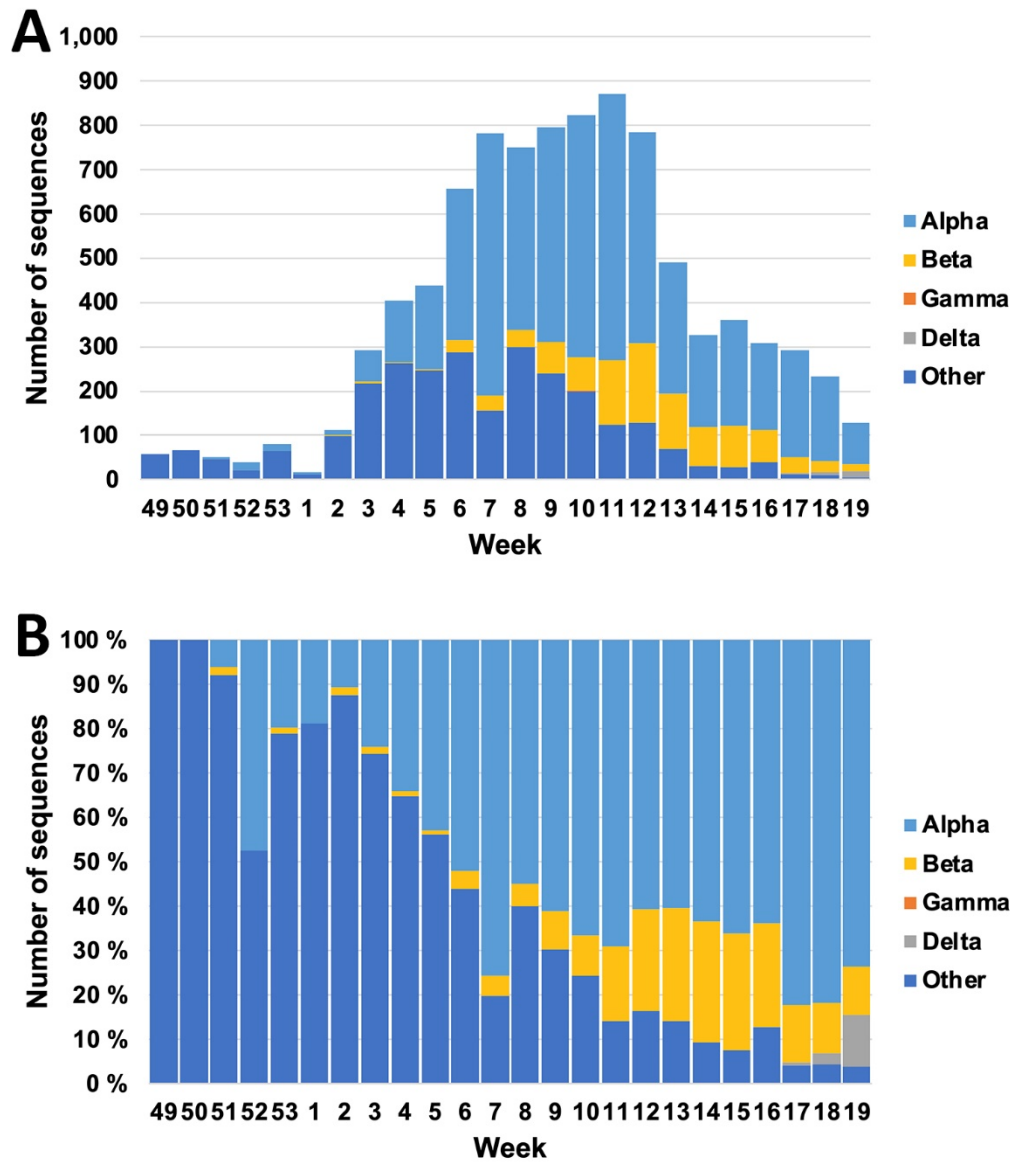 A
1,000
900
800
700
600
500
400
300
200
100
0
Number of sequences
49 50 51 52 53 1 2 3 4 5 6 7 8 9 10 11 12 13 14 15 16 17 18 19
Week
Alpha
Beta
Gamma
Delta
Other
B
100 %
90 %
80 %
70 %
60 %
50 %
40 %
30 %
20 %
10 %
0 %
Number of sequences
49 50 51 52 53 1 2 3 4 5 6 7 8 9 10 11 12 13 14 15 16 17 18 19
Week
Alpha
Beta
Gamma
Delta
Other